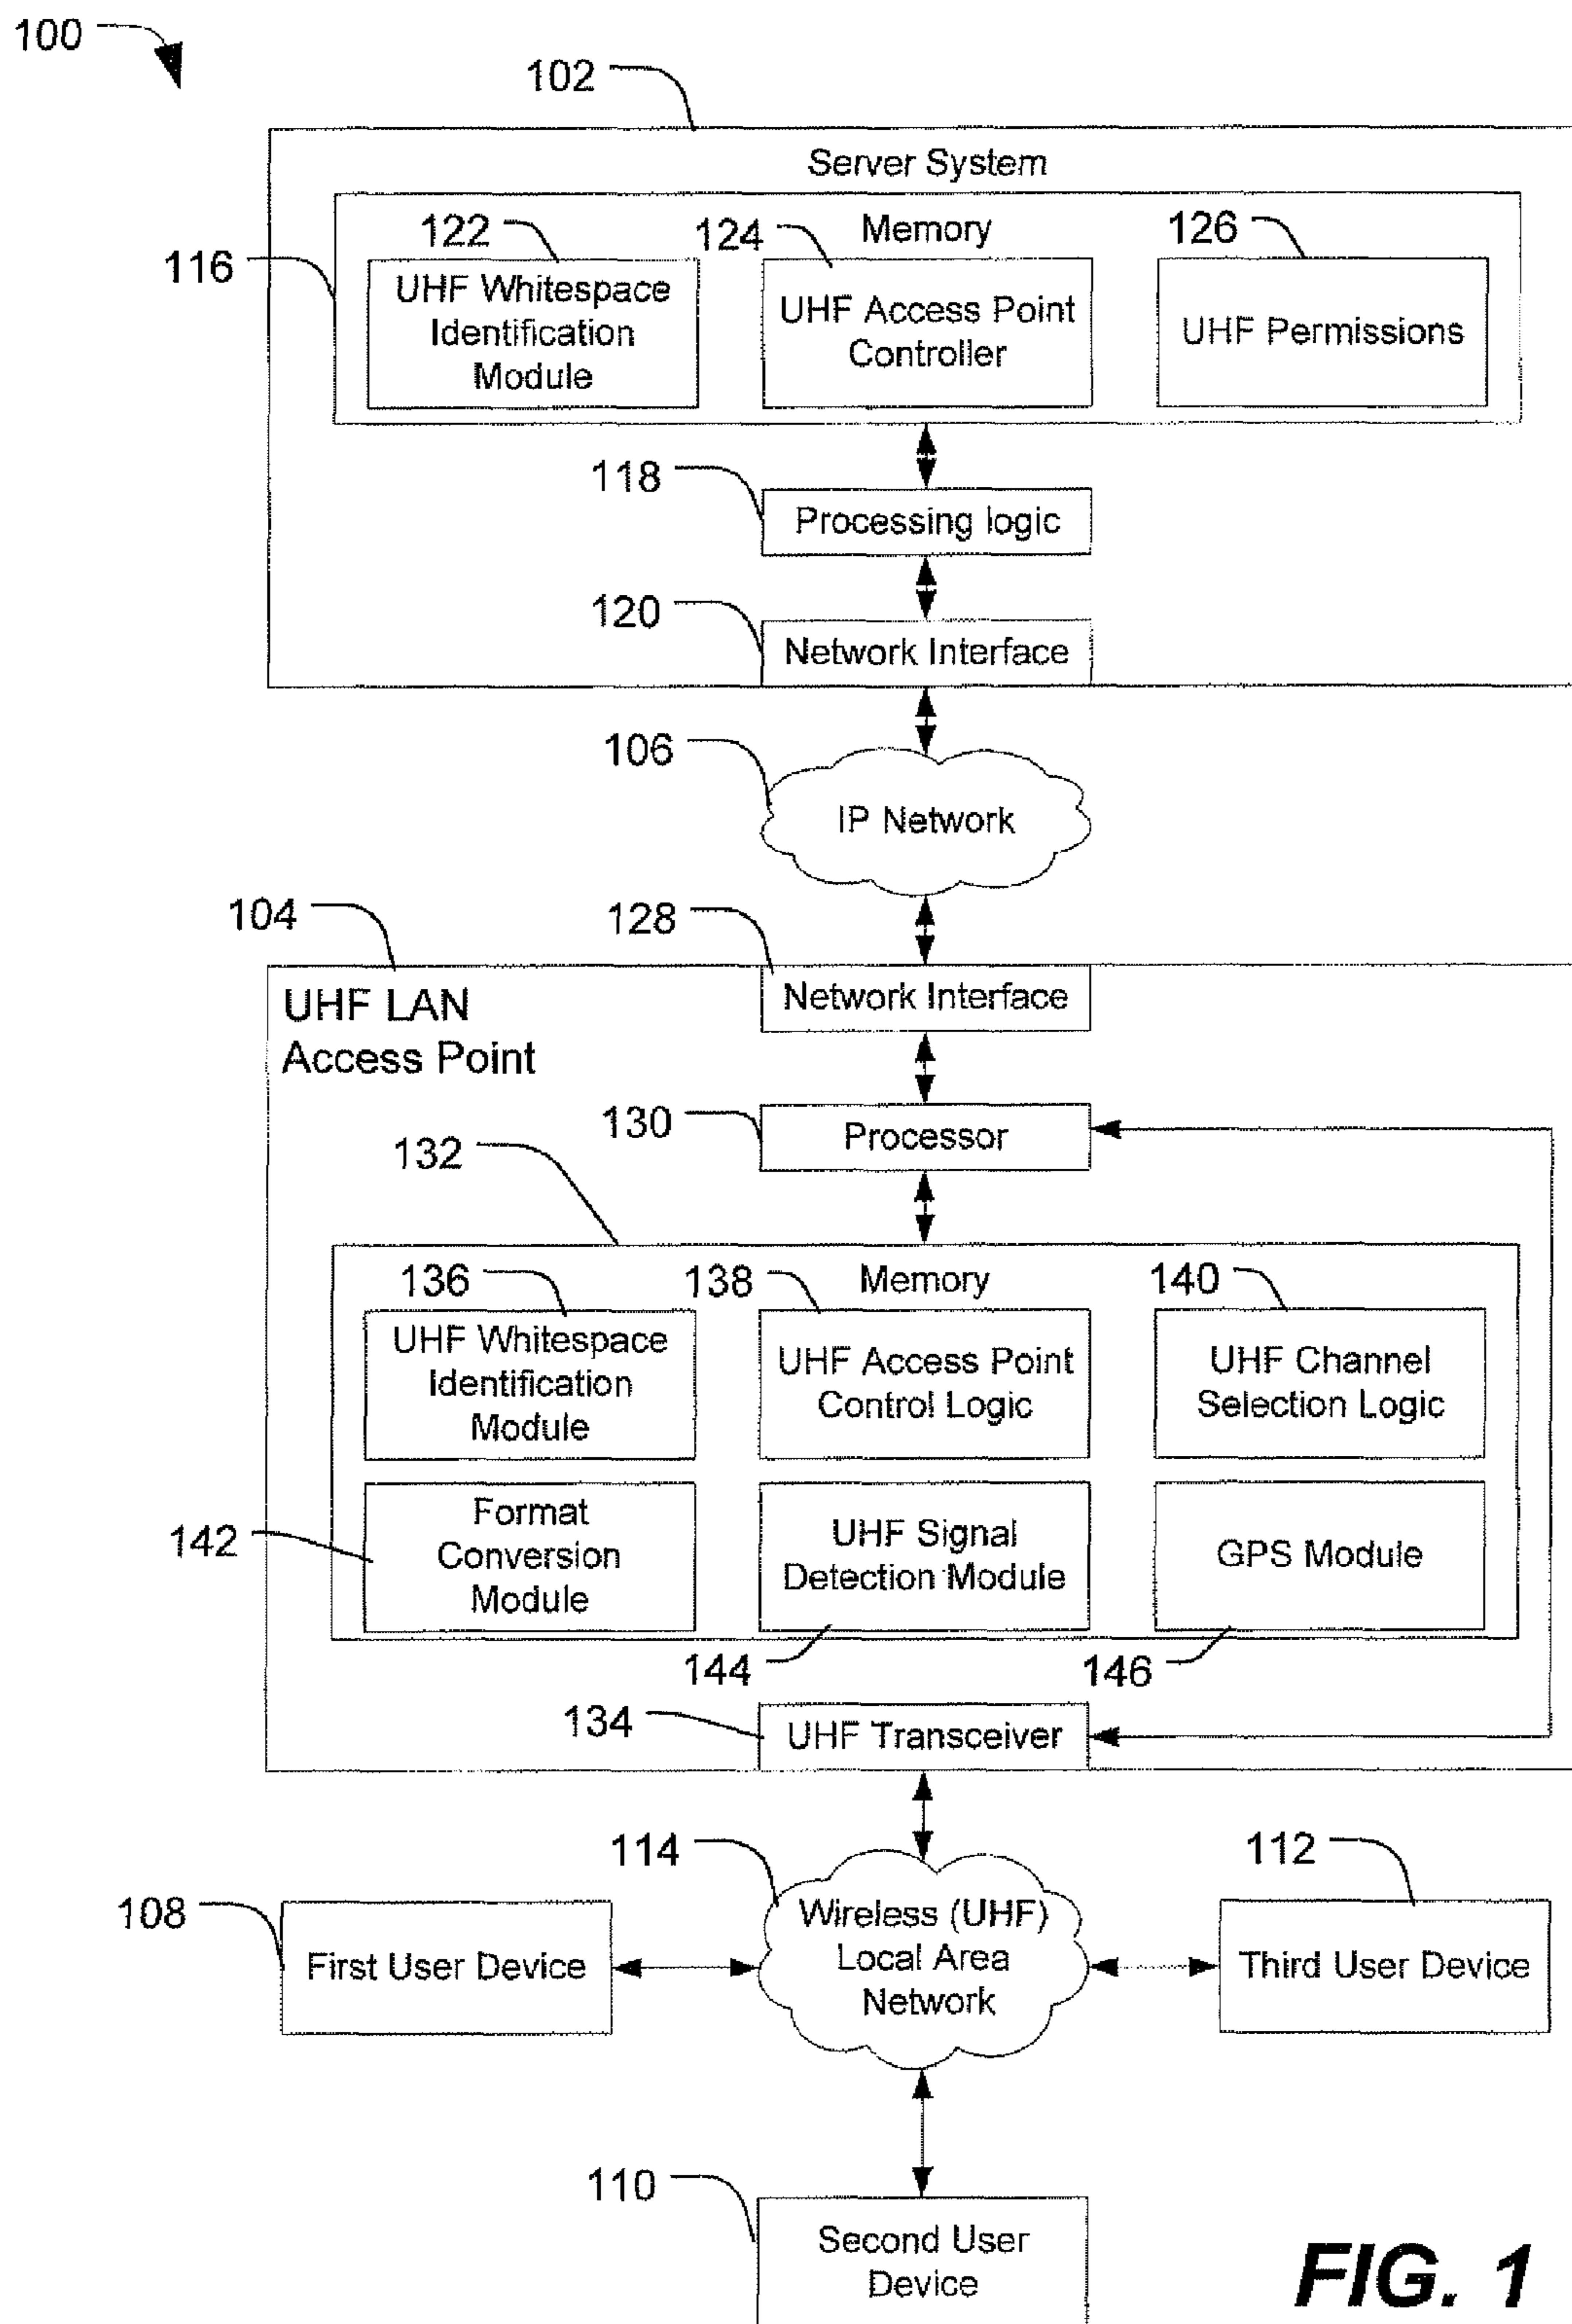 100
102
Server System
122
124
Memory
126
116
UHF Whitespace
Identification
Module
UHF Access Point
Controller
UHF Permissions
118
Processing logic
120
Network Interface
106
IP Network
104
128
Network Interface
UHF LAN
Access Point
130
Processor
132
136
138
Memory
140
UHF Whitespace
Identification
Module
UHF Access Point
Control Logic
UHF Channel
Selection Logic
142
Format
Conversion
Module
UHF Signal
Detection Module
GPS Module
144
146
134
UHF Transceiver
114
112
108
First User Device
Wireless (UHF)
Local Area
Network
Third User Device
110
Second User
Device
FIG. 1